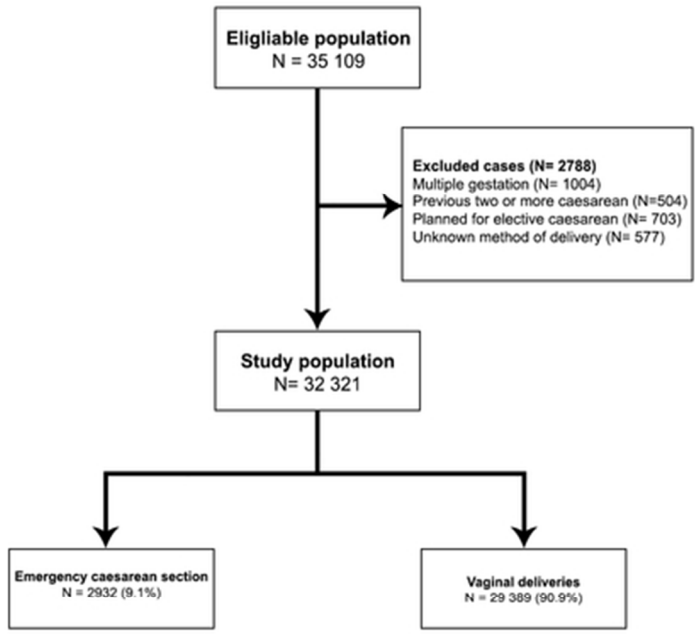 Eligliable population
N = 35 109
Excluded cases (N= 2788)
Multiple gestation (N= 1004)
Previous two or more caesarean (N=504)
Planned for elective caesarean (N= 703)
Unknown method of delivery (N= 577)
Study population
N= 32 321
Emergency caesarean section
N = 2932 (9.1%)
Vaginal deliveries
N = 29 389 (90.9%)